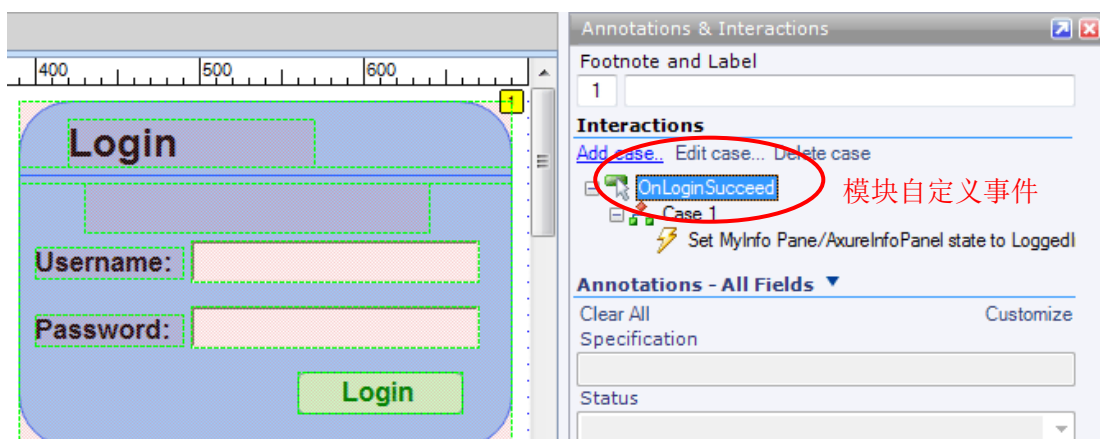 400 500 600
1
Login
Username:
Password:
Login
Annotations & Interactions
Footnote and Label
1
Interactions
Add case.. Edit case... Delete case
OnLoginSucceed
模块自定义事件
Case 1
Set MyInfo Pane/AxureInfoPanel state to LoggedI
Annotations - All Fields
Clear All Customize
Specification
Status